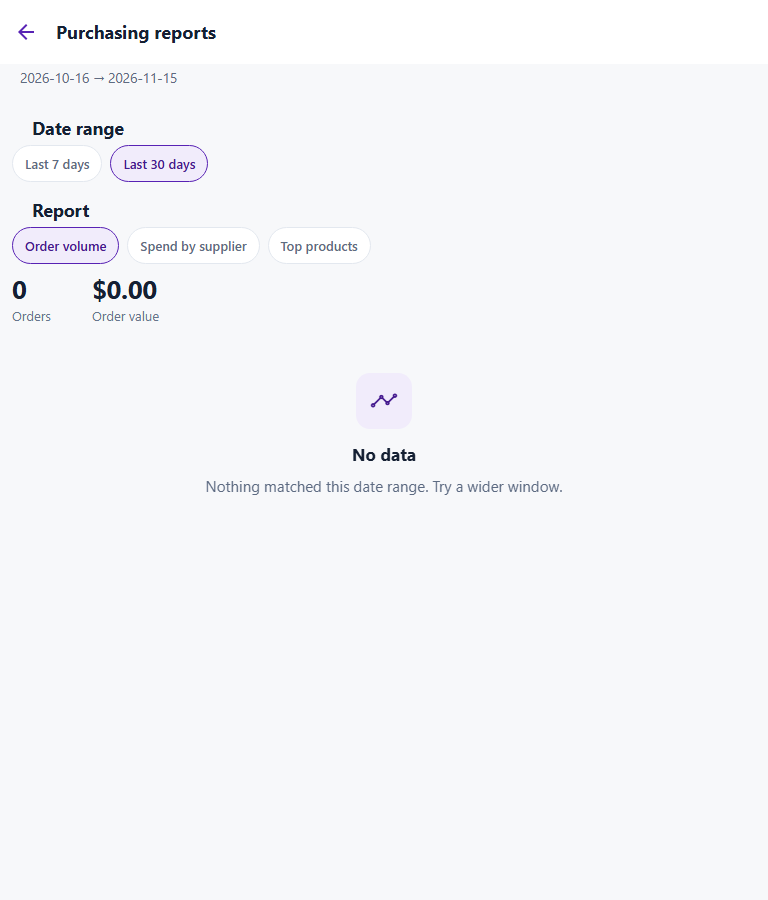 Purchasing reports
2026-10-16 → 2026-11-15
Date range
Last 7 days
Last 30 days
Report
Order volume
Spend by supplier
Top products
0
$0.00
Orders
Order value
No data
Nothing matched this date range. Try a wider window.